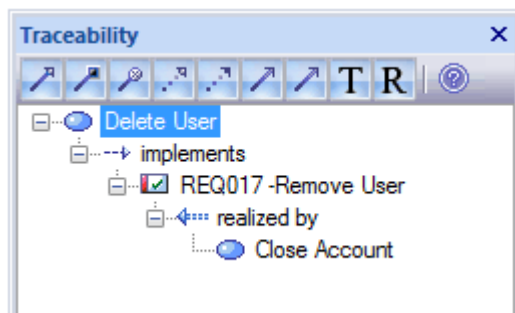 Traceability
T R
Delete User
implements
REQ017 -Remove User
realized by
Close Account